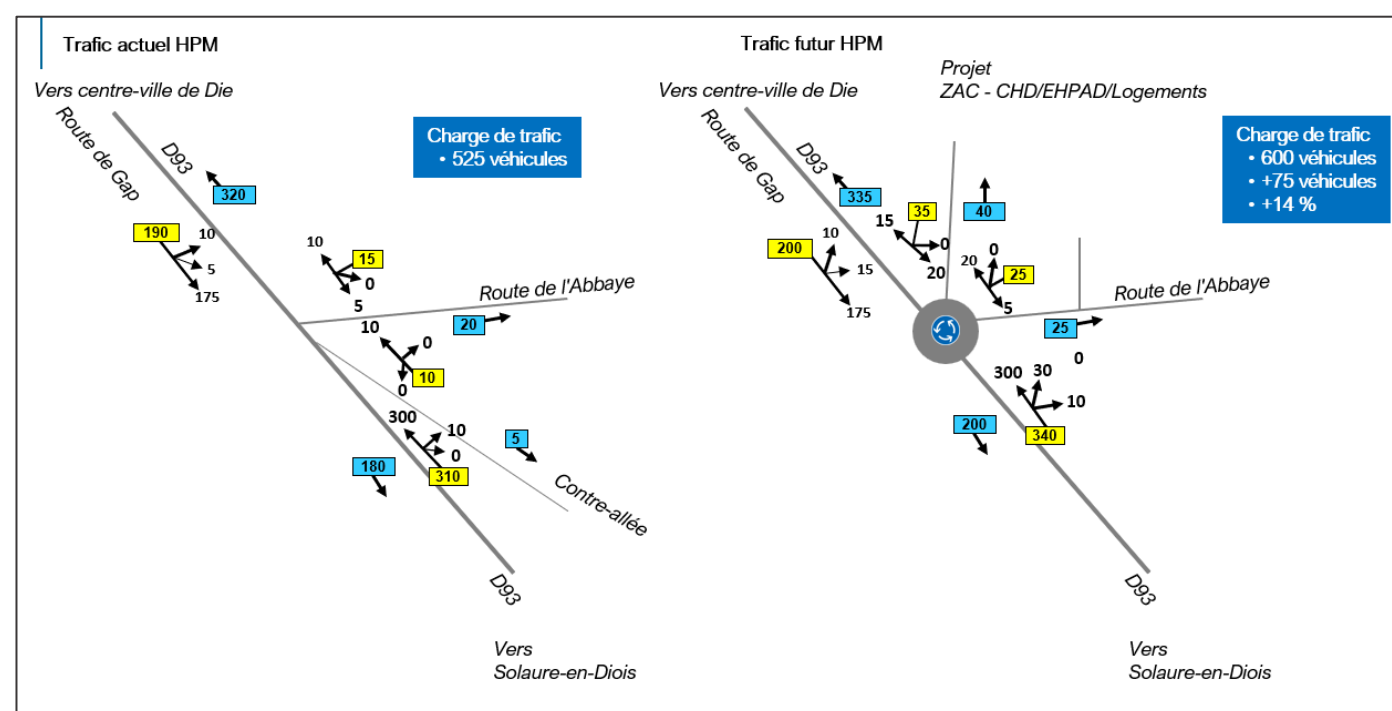 Trafic actuel HPM
Vers centre-ville de Die
Route de Gap
D93
Charge de trafic
• 525 véhicules
320
190
10
5
175
10
15
0
5
Route de l'Abbaye
20
10
0
10
0
300
10
0
310
5
180
Contre-allée
D93
Vers
Solaure-en-Diois
Trafic futur HPM
Projet
ZAC - CHD/EHPAD/Logements
Vers centre-ville de Die
Route de Gap
D93
Charge de trafic
• 600 véhicules
• +75 véhicules
• +14 %
335
40
15
35
0
20
200
10
15
175
20
0
25
5
Route de l'Abbaye
25
0
300
30
10
340
200
D93
Vers
Solaure-en-Diois